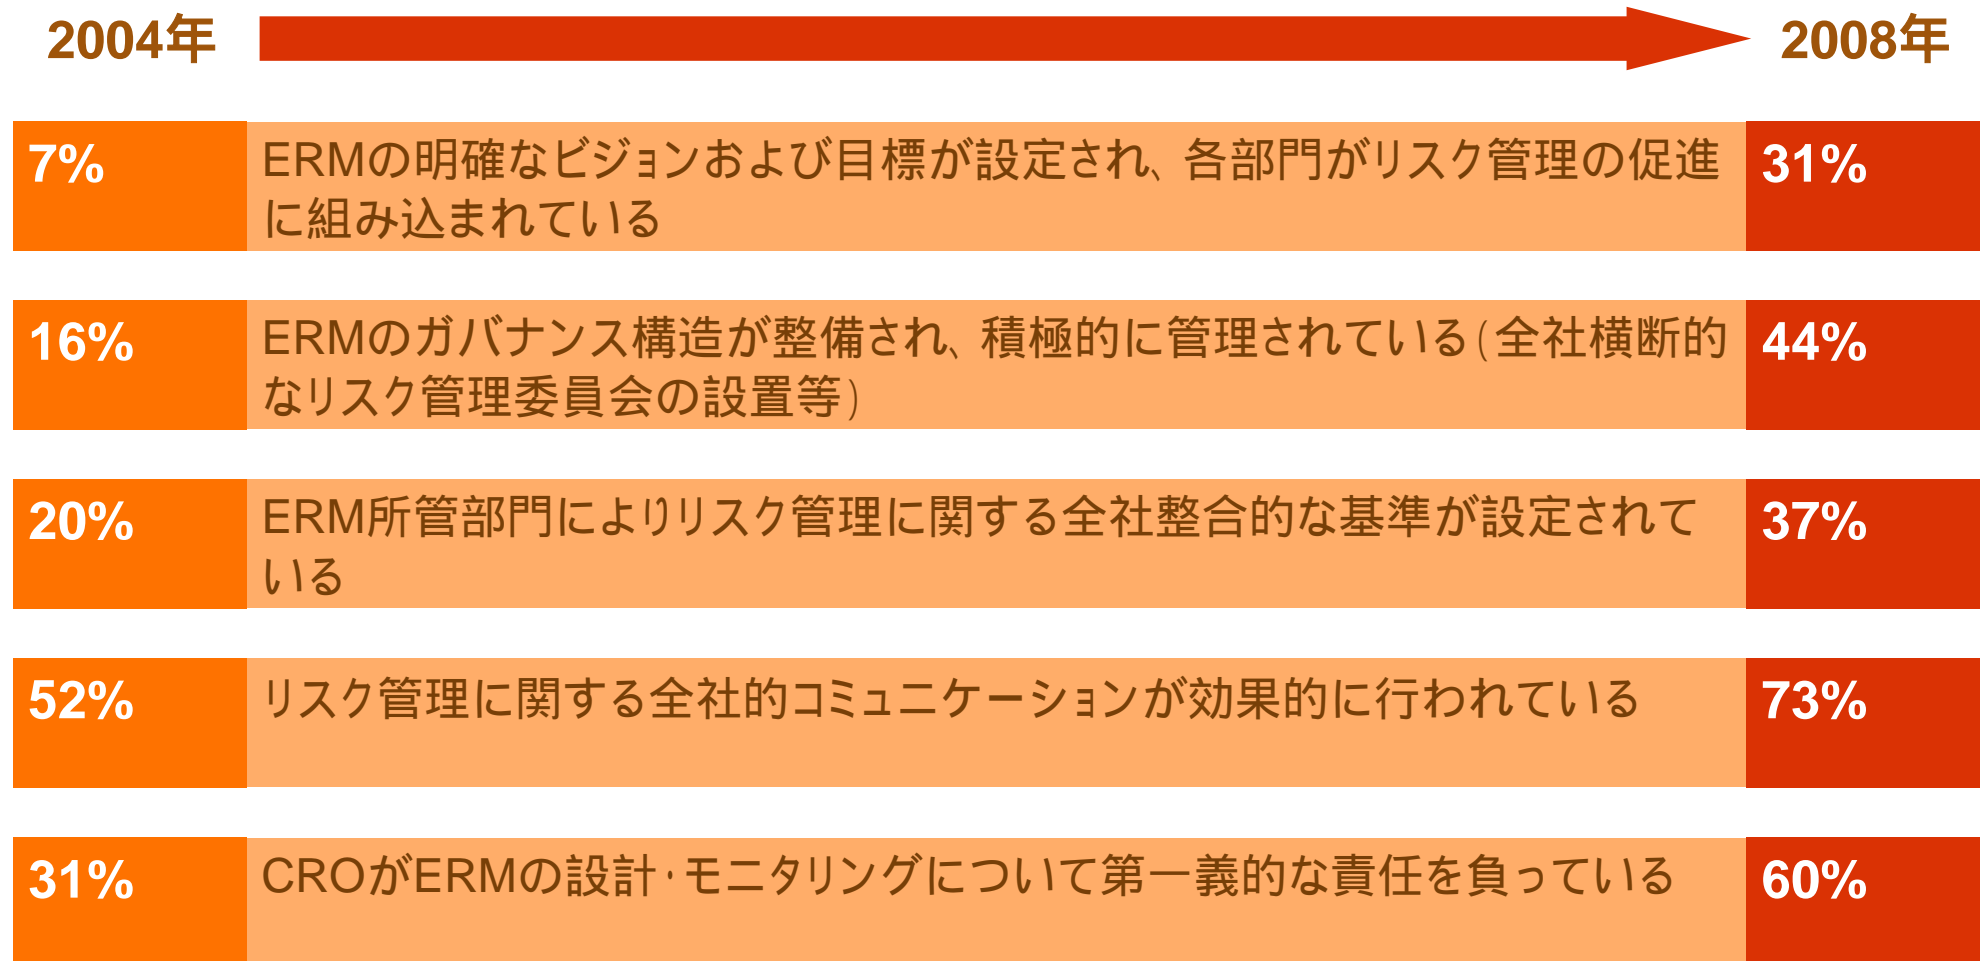 2004年
2008年
7%
ERMの明確なビジョンおよび目標が設定され、各部門がリスク管理の促進
に組み込まれている
31%
16%
ERMのガバナンス構造が整備され、積極的に管理されている(全社横断的
なリスク管理委員会の設置等)
44%
20%
ERM所管部門によりリスク管理に関する全社整合的な基準が設定されて
いる
37%
52%
リスク管理に関する全社的コミュニケーションが効果的に行われている
73%
31%
CROがERMの設計・モニタリングについて第一義的な責任を負っている
60%